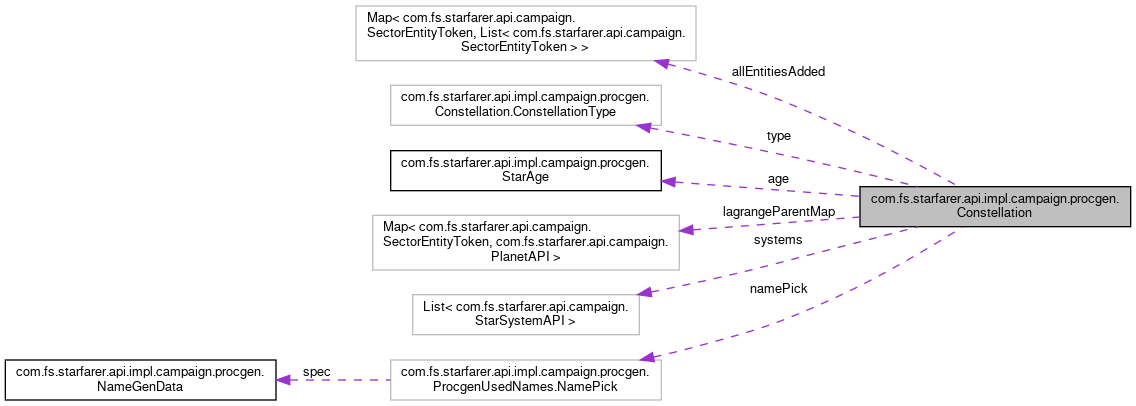 Map< com.fs.starfarer.api.campaign.
SectorEntityToken, List< com.fs.starfarer.api.campaign.
SectorEntityToken > >
allEntitiesAdded
com.fs.starfarer.api.impl.campaign.procgen.
Constellation.ConstellationType
type
com.fs.starfarer.api.impl.campaign.procgen.
StarAge
age
com.fs.starfarer.api.impl.campaign.procgen.
Constellation
lagrangeParentMap
Map< com.fs.starfarer.api.campaign.
SectorEntityToken, com.fs.starfarer.api.campaign.
PlanetAPI >
systems
List< com.fs.starfarer.api.campaign.
StarSystemAPI >
namePick
com.fs.starfarer.api.impl.campaign.procgen.
NameGenData
spec
com.fs.starfarer.api.impl.campaign.procgen.
ProcgenUsedNames.NamePick